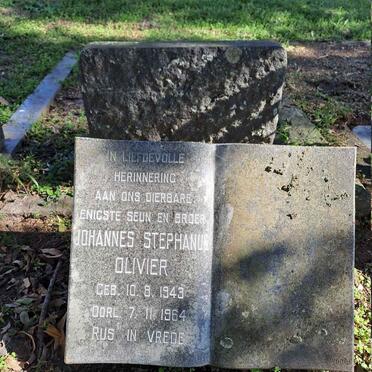 IN LIEFDEVOLLE
HERINNERING
AAN ONS DIERBARE
ENIGSTE SEUN EN BROER
JOHANNES STEPHANUS
OLIVIER
GEB. 10. 8. 1943
OORL. 7. 11. 1964
RUS IN VREDE